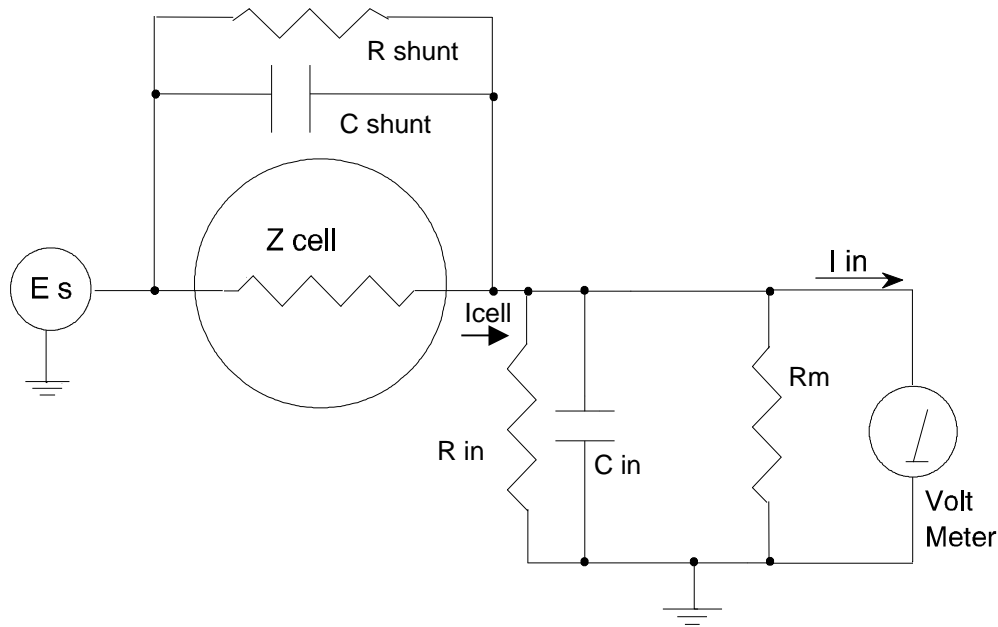 R shunt
C shunt
Z cell
E s
I in
Icell
Rm
R in
C in
Volt
Meter